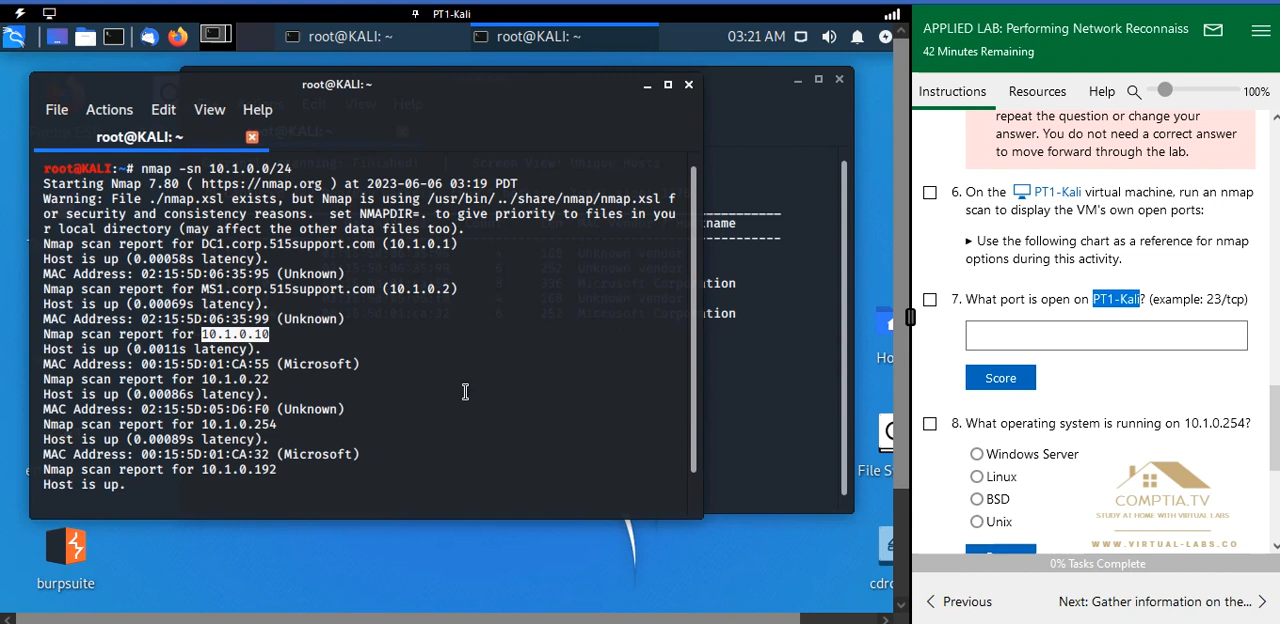 PT1-Kali
root@KALI: ~
root@KALI: ~
03:21 AM
root@KALI:~
File Actions Edit View Help
root@KALI: ~
root@KALI:~# nmap -sn 10.1.0.0/24
Starting Nmap 7.80 ( https://nmap.org ) at 2023-06-06 03:19 PDT
Warning: File ./nmap.xsl exists, but Nmap is using /usr/bin/../share/nmap/nmap.xsl f
or security and consistency reasons.  set NMAPDIR=. to give priority to files in you
r local directory (may affect the other data files too).
Nmap scan report for DC1.corp.515support.com (10.1.0.1)
Host is up (0.00058s latency).
MAC Address: 02:15:5D:06:35:95 (Unknown)
Nmap scan report for MS1.corp.515support.com (10.1.0.2)
Host is up (0.00069s latency).
MAC Address: 02:15:5D:06:35:99 (Unknown)
Nmap scan report for 10.1.0.10
Host is up (0.0011s latency).
MAC Address: 00:15:5D:01:CA:55 (Microsoft)
Nmap scan report for 10.1.0.22
Host is up (0.00086s latency).
MAC Address: 02:15:5D:05:D6:F0 (Unknown)
Nmap scan report for 10.1.0.254
Host is up (0.00089s latency).
MAC Address: 00:15:5D:01:CA:32 (Microsoft)
Nmap scan report for 10.1.0.192
Host is up.
tname
ation
ation
Ho
File S
burpsuite
cdro
APPLIED LAB: Performing Network Reconnaiss
42 Minutes Remaining
Instructions Resources Help 100%
repeat the question or change your
answer. You do not need a correct answer
to move forward through the lab.
6. On the PT1-Kali virtual machine, run an nmap
scan to display the VM's own open ports:
▸ Use the following chart as a reference for nmap
options during this activity.
7. What port is open on PT1-Kali? (example: 23/tcp)
Score
8. What operating system is running on 10.1.0.254?
Windows Server
Linux
BSD
Unix
COMPTIA.TV
STUDY AT HOME WITH VIRTUAL LABS
WWW.VIRTUAL-LABS.CO
0% Tasks Complete
Previous
Next: Gather information on the...